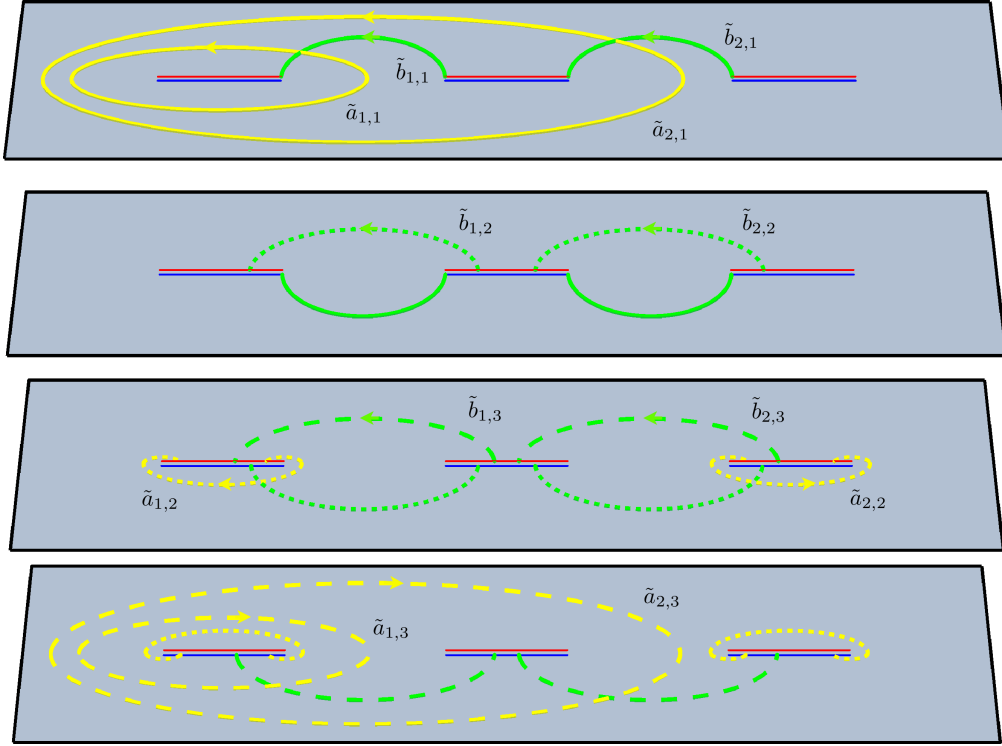 b̃₂,₁
b̃₁,₁
ã₁,₁
ã₂,₁
b̃₁,₂
b̃₂,₂
b̃₁,₃
b̃₂,₃
ã₁,₂
ã₂,₂
ã₂,₃
ã₁,₃